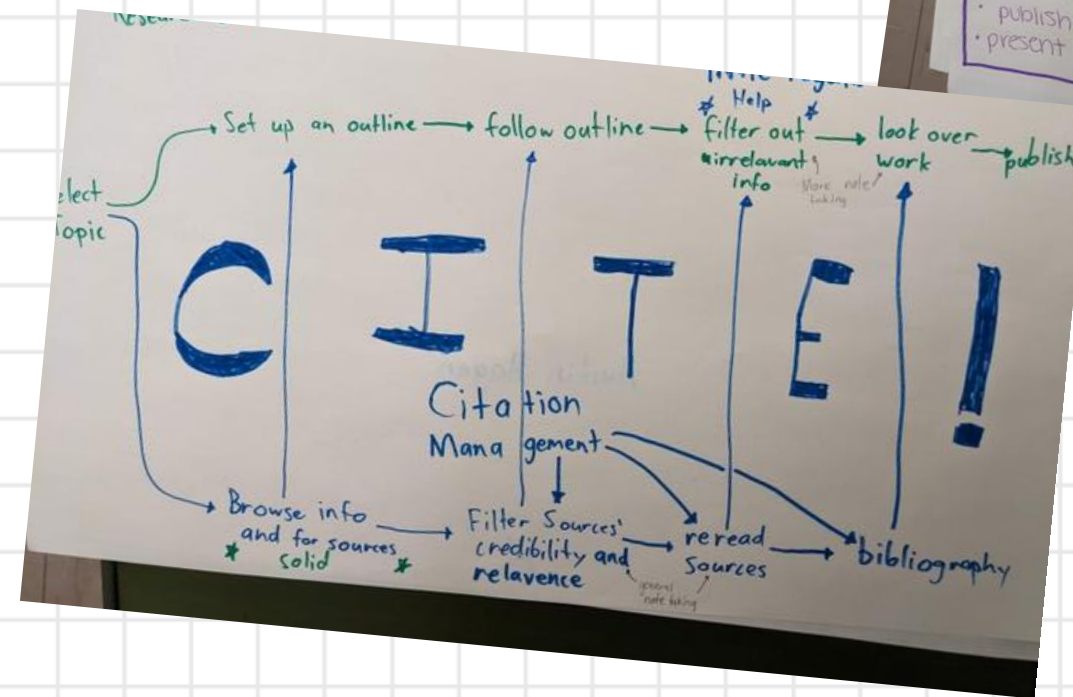 publish
present
Help
Set up an outline → follow outline → filter out → look over → publish
irrelavant
work
info
More note
taking
elect
Topic
C I T E !
Citation
Management
Browse info
and for sources
solid
Filter Sources'
credibility and
relavence
general
note taking
reread
Sources
bibliography